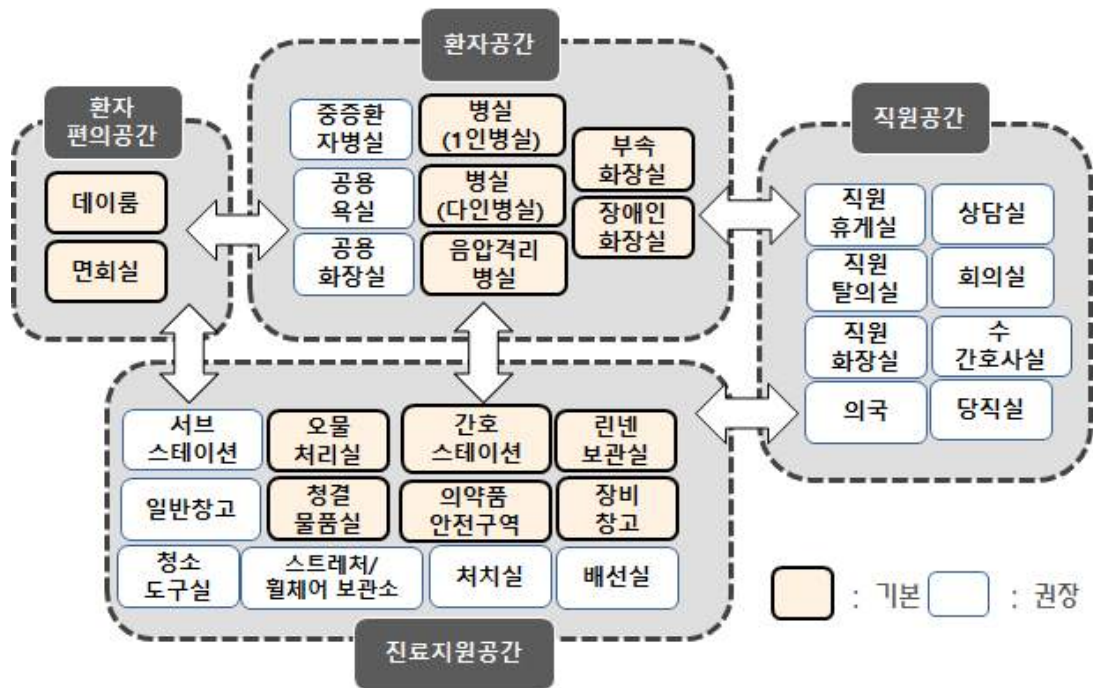 환자공간
환자
편의공간
데이룸
면회실
중증환
자병실
공용
욕실
공용
화장실
병실
(1인병실)
병실
(다인병실)
음압격리
병실
부속
화장실
장애인
화장실
직원공간
직원
휴게실
상담실
직원
탈의실
회의실
직원
화장실
수
간호사실
의국
당직실
서브
스테이션
오물
처리실
간호
스테이션
린넨
보관실
일반창고
청결
물품실
의약품
안전구역
장비
창고
청소
도구실
스트레처/
휠체어 보관소
처치실
배선실
진료지원공간
: 기본
: 권장